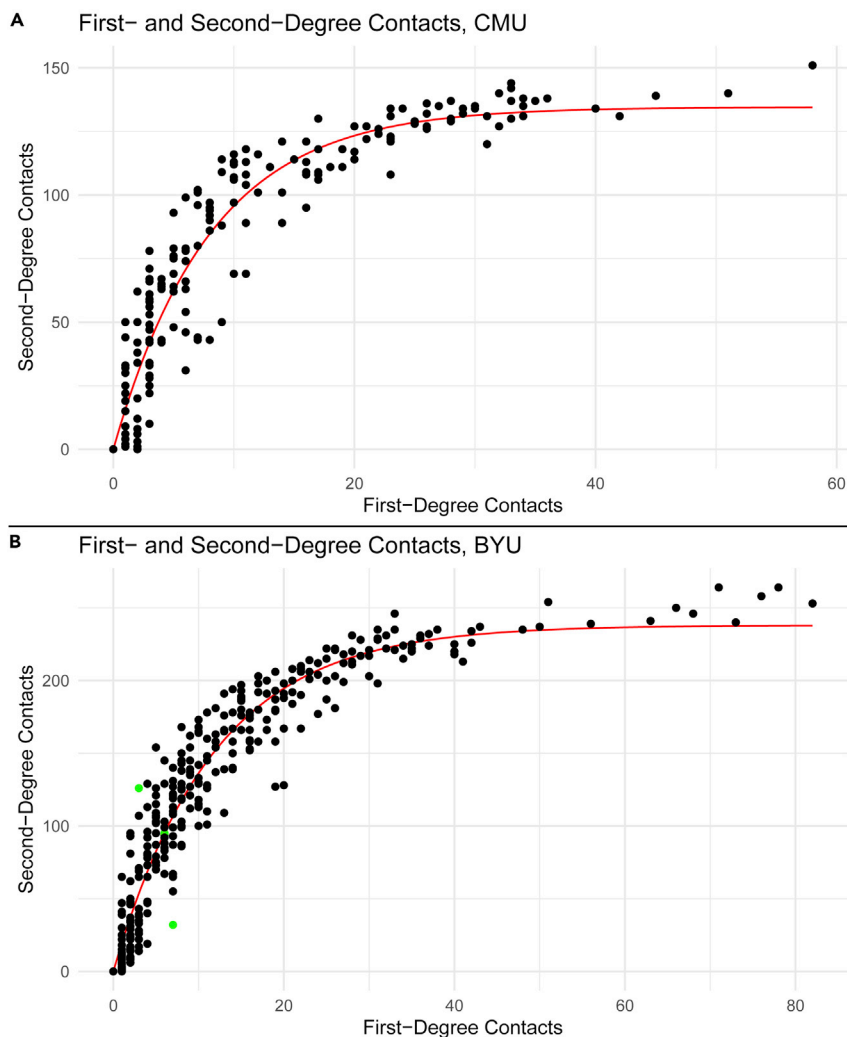 A
First− and Second−Degree Contacts, CMU
Second−Degree Contacts
150
100
50
0
0
20
40
60
First−Degree Contacts
B
First− and Second−Degree Contacts, BYU
Second−Degree Contacts
200
100
0
0
20
40
60
80
First−Degree Contacts